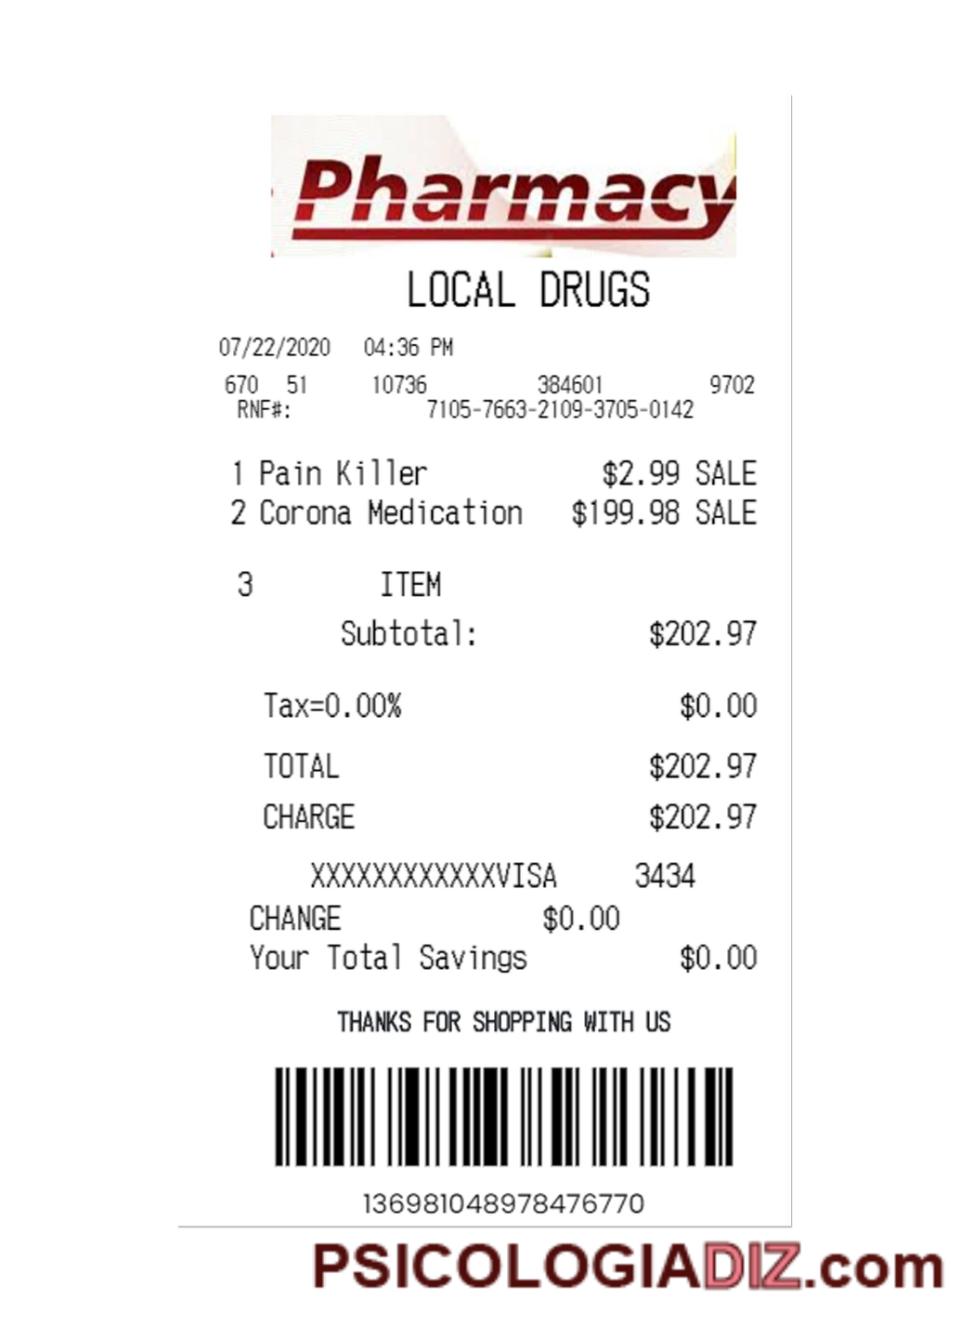 Pharmacy
LOCAL DRUGS
07/22/2020 04:36 PM
670 51 10736 384601 9702
RNF#: 7105-7663-2109-3705-0142
1 Pain Killer $2.99 SALE
2 Corona Medication $199.98 SALE
3 ITEM
Subtotal: $202.97
Tax=0.00% $0.00
TOTAL $202.97
CHARGE $202.97
XXXXXXXXXXXXVISA 3434
CHANGE $0.00
Your Total Savings $0.00
THANKS FOR SHOPPING WITH US
136981048978476770
PSICOLOGIADIZ.com